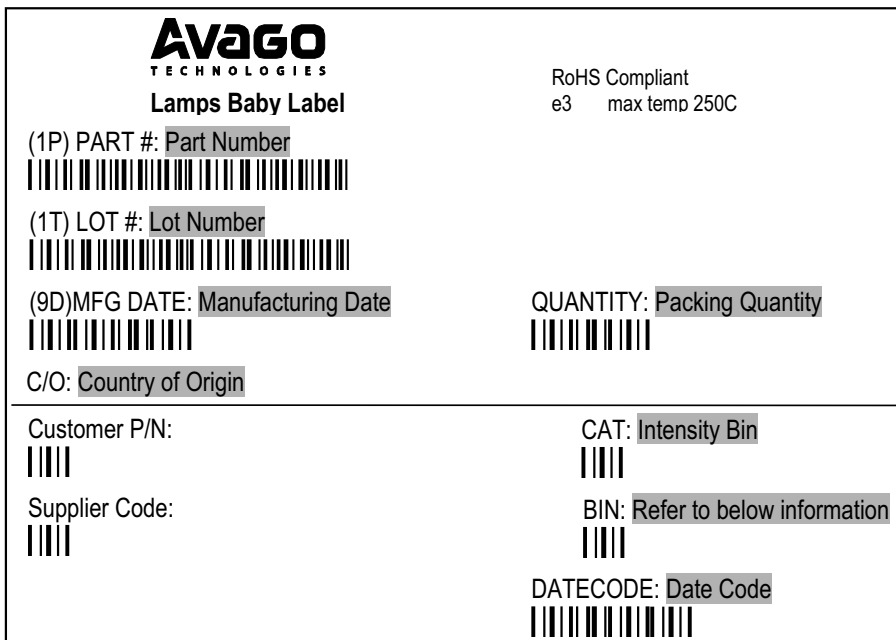 AVAGO
TECHNOLOGIES
Lamps Baby Label
RoHS Compliant
e3 max temp 250C
(1P) PART #: Part Number
(1T) LOT #: Lot Number
(9D)MFG DATE: Manufacturing Date
QUANTITY: Packing Quantity
C/O: Country of Origin
Customer P/N:
CAT: Intensity Bin
Supplier Code:
BIN: Refer to below information
DATECODE: Date Code